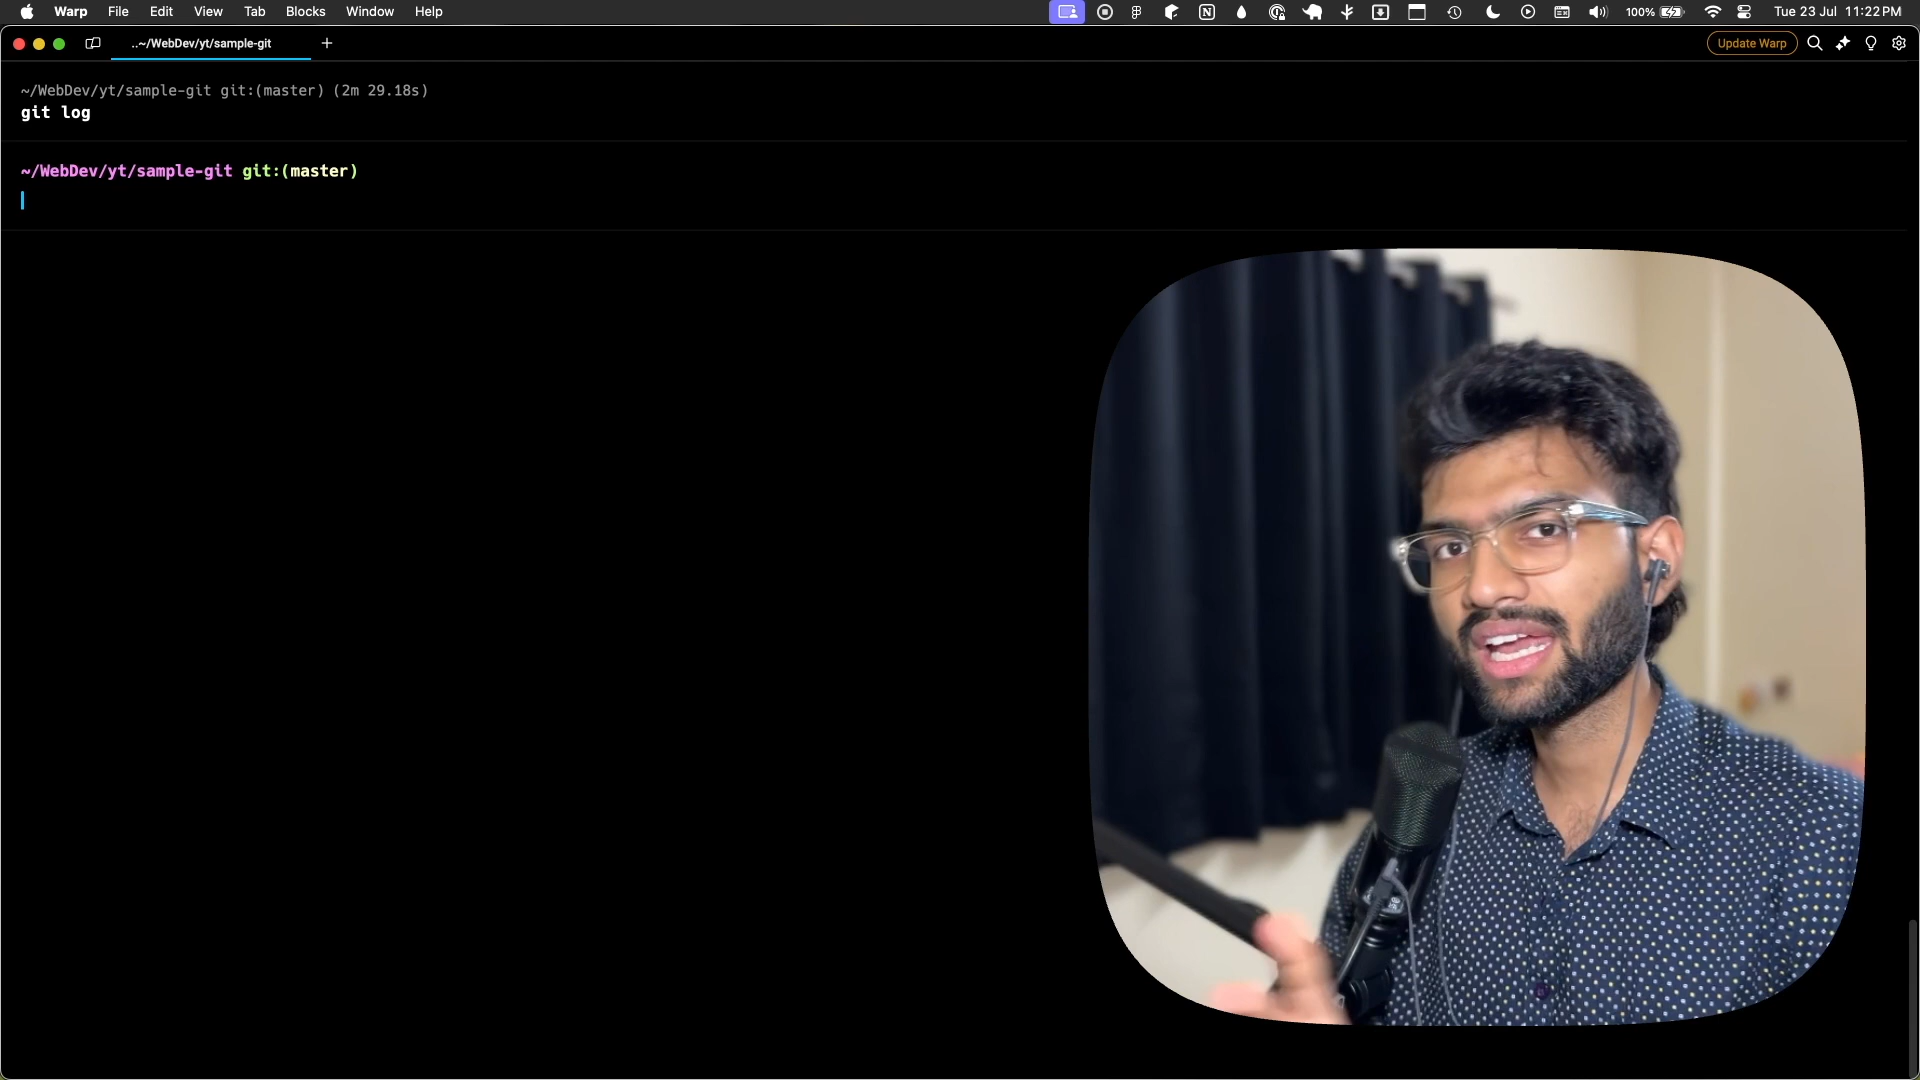 Warp File Edit View Tab Blocks Window Help 100% Tue 23 Jul 11:22 PM
..~/WebDev/yt/sample-git + Update Warp
~/WebDev/yt/sample-git git:(master) (2m 29.18s)
git log
~/WebDev/yt/sample-git git:(master)